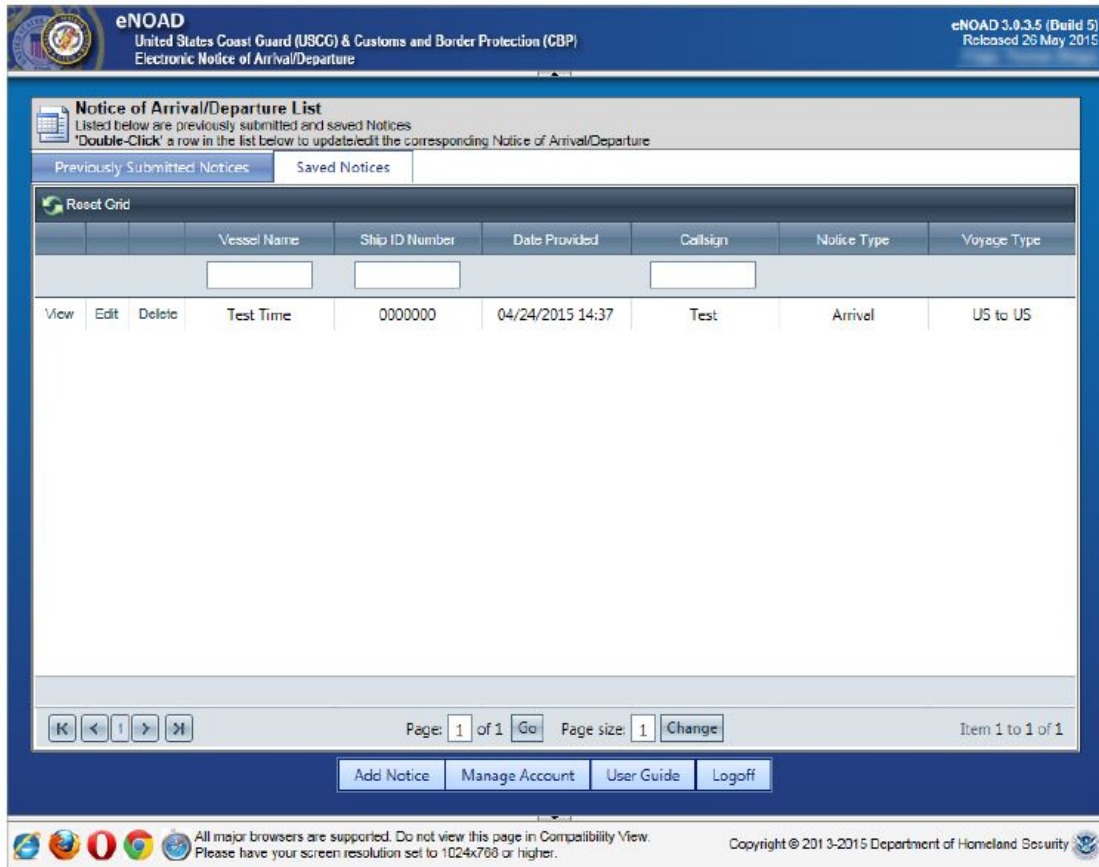 eNOAD
United States Coast Guard (USCG) & Customs and Border Protection (CBP)
Electronic Notice of Arrival/Departure
eNOAD 3.0.3.5 (Build 5)
Released 26 May 2015
Notice of Arrival/Departure List
Listed below are previously submitted and saved Notices
'Double-Click' a row in the list below to update/edit the corresponding Notice of Arrival/Departure
Previously Submitted Notices Saved Notices
Reset Grid
Vessel Name Ship ID Number Date Provided Callsign Notice Type Voyage Type
View Edit Delete Test Time 0000000 04/24/2015 14:37 Test Arrival US to US
1 Page: 1 of 1 Go Page size: 1 Change Item 1 to 1 of 1
Add Notice Manage Account User Guide Logoff
All major browsers are supported. Do not view this page in Compatibility View.
Please have your screen resolution set to 1024x768 or higher.
Copyright © 2013-2015 Department of Homeland Security